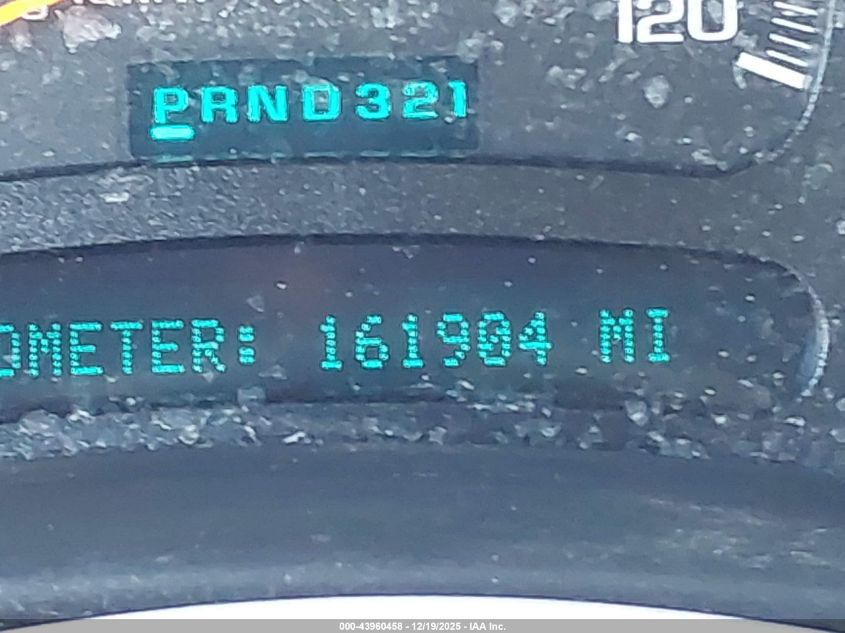 120
PRND321
OMETER: 161904 MI
000-43960458 - 12/19/2025 - IAA Inc.